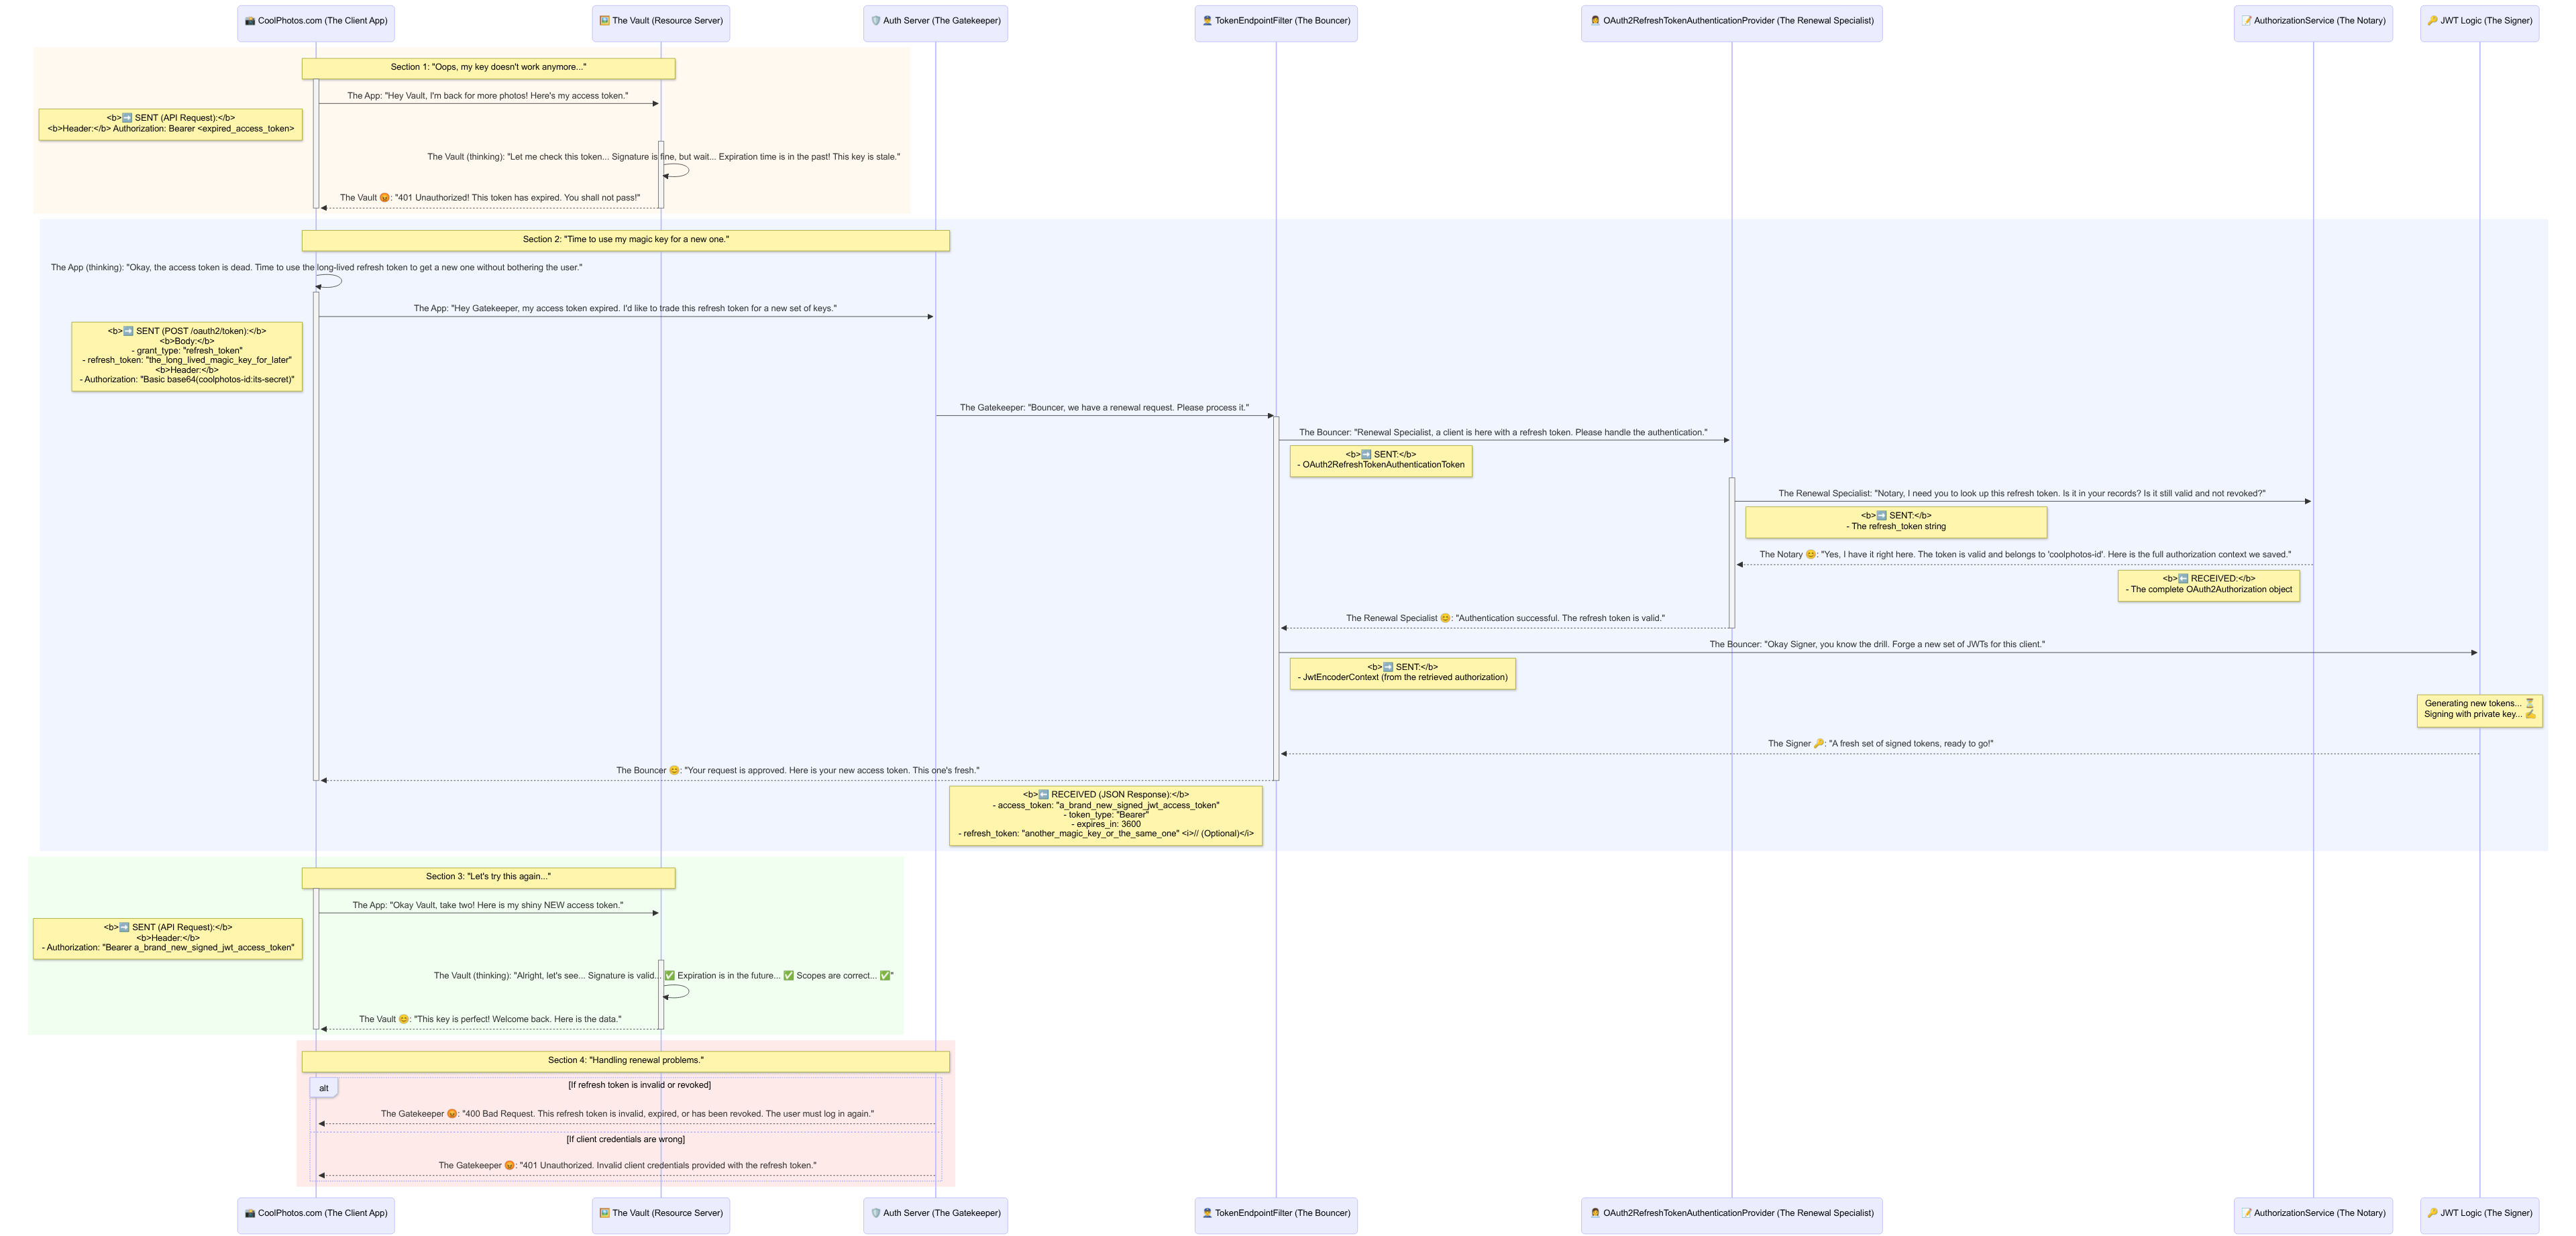 📸 CoolPhotos.com (The Client App)
🖼️ The Vault (Resource Server)
🛡️ Auth Server (The Gatekeeper)
👮 TokenEndpointFilter (The Bouncer)
👩‍💼 OAuth2RefreshTokenAuthenticationProvider (The Renewal Specialist)
📝 AuthorizationService (The Notary)
🔑 JWT Logic (The Signer)
Section 1: "Oops, my key doesn't work anymore..."
The App: "Hey Vault, I'm back for more photos! Here's my access token."
<b>➡️ SENT (API Request):</b>
<b>Header:</b> Authorization: Bearer <expired_access_token>
The Vault (thinking): "Let me check this token... Signature is fine, but wait... Expiration time is in the past! This key is stale."
The Vault 😡: "401 Unauthorized! This token has expired. You shall not pass!"
Section 2: "Time to use my magic key for a new one."
The App (thinking): "Okay, the access token is dead. Time to use the long-lived refresh token to get a new one without bothering the user."
The App: "Hey Gatekeeper, my access token expired. I'd like to trade this refresh token for a new set of keys."
<b>➡️ SENT (POST /oauth2/token):</b>
<b>Body:</b>
- grant_type: "refresh_token"
- refresh_token: "the_long_lived_magic_key_for_later"
<b>Header:</b>
- Authorization: "Basic base64(coolphotos-id:its-secret)"
The Gatekeeper: "Bouncer, we have a renewal request. Please process it."
The Bouncer: "Renewal Specialist, a client is here with a refresh token. Please handle the authentication."
<b>➡️ SENT:</b>
- OAuth2RefreshTokenAuthenticationToken
The Renewal Specialist: "Notary, I need you to look up this refresh token. Is it in your records? Is it still valid and not revoked?"
<b>➡️ SENT:</b>
- The refresh_token string
The Notary 😊: "Yes, I have it right here. The token is valid and belongs to 'coolphotos-id'. Here is the full authorization context we saved."
<b>⬅️ RECEIVED:</b>
- The complete OAuth2Authorization object
The Renewal Specialist 😊: "Authentication successful. The refresh token is valid."
The Bouncer: "Okay Signer, you know the drill. Forge a new set of JWTs for this client."
<b>➡️ SENT:</b>
- JwtEncoderContext (from the retrieved authorization)
Generating new tokens... ⏳
Signing with private key... ✍️
The Signer 🔑: "A fresh set of signed tokens, ready to go!"
The Bouncer 😊: "Your request is approved. Here is your new access token. This one's fresh."
<b>⬅️ RECEIVED (JSON Response):</b>
- access_token: "a_brand_new_signed_jwt_access_token"
- token_type: "Bearer"
- expires_in: 3600
- refresh_token: "another_magic_key_or_the_same_one" <i>// (Optional)</i>
Section 3: "Let's try this again..."
The App: "Okay Vault, take two! Here is my shiny NEW access token."
<b>➡️ SENT (API Request):</b>
<b>Header:</b>
- Authorization: "Bearer a_brand_new_signed_jwt_access_token"
The Vault (thinking): "Alright, let's see... Signature is valid... ✅ Expiration is in the future... ✅ Scopes are correct... ✅"
The Vault 😊: "This key is perfect! Welcome back. Here is the data."
Section 4: "Handling renewal problems."
alt
[If refresh token is invalid or revoked]
The Gatekeeper 😡: "400 Bad Request. This refresh token is invalid, expired, or has been revoked. The user must log in again."
[If client credentials are wrong]
The Gatekeeper 😡: "401 Unauthorized. Invalid client credentials provided with the refresh token."
📸 CoolPhotos.com (The Client App)
🖼️ The Vault (Resource Server)
🛡️ Auth Server (The Gatekeeper)
👮 TokenEndpointFilter (The Bouncer)
👩‍💼 OAuth2RefreshTokenAuthenticationProvider (The Renewal Specialist)
📝 AuthorizationService (The Notary)
🔑 JWT Logic (The Signer)